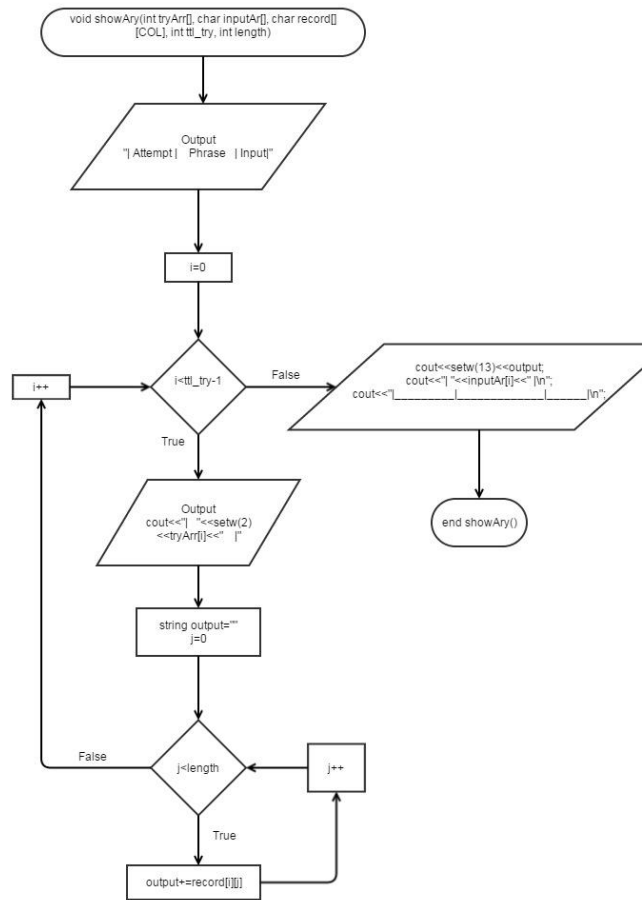 void showAry(int tryArr[], char inputAr[], char record[]
[COL], int ttl_try, int length)
Output
"| Attempt |    Phrase   | Input|"
i=0
i++
i<ttl_try-1
False
True
cout<<setw(13)<<output;
cout<<"| "<<inputAr[i]<<" |\n";
cout<<"|_________|_____________|______|\n";
end showAry()
Output
cout<<"|   "<<setw(2)
<<tryArr[i]<<"    |"
string output=""
j=0
False
j<length
j++
True
output+=record[i][j]